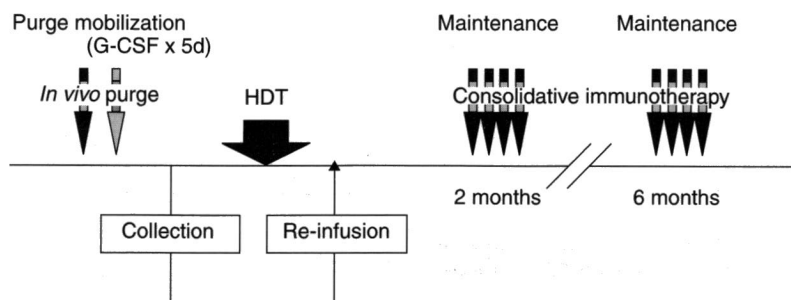 Purge mobilization
(G-CSF x 5d)
In vivo purge
HDT
Maintenance
Maintenance
Consolidative immunotherapy
2 months
6 months
Collection
Re-infusion